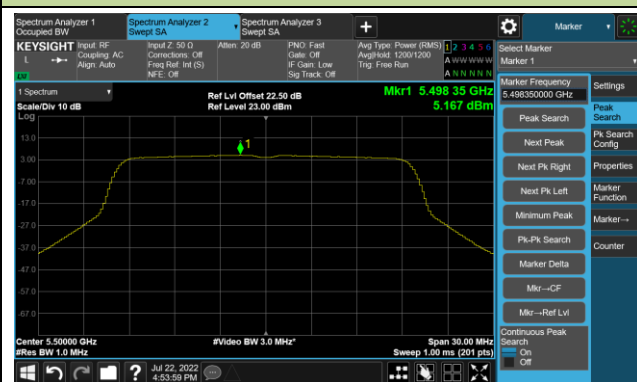 Spectrum Analyzer 1
Occupied BW
Spectrum Analyzer 2
Swept SA
Spectrum Analyzer 3
Swept SA
+
Marker
KEYSIGHT
L
Input: RF
Coupling: AC
Align: Auto
Input Z: 50 Ω
Corrections: Off
Freq Ref: Int (S)
NFE: Off
Atten: 20 dB
PNO: Fast
Gate: Off
IF Gain: Low
Sig Track: Off
Avg Type: Power (RMS)
Avg|Hold: 1200/1200
Trig: Free Run
1 2 3 4 5 6
A W W W W W
A N N N N N
Select Marker
Marker 1
1 Spectrum
Scale/Div 10 dB
Log
Ref Lvl Offset 22.50 dB
Ref Level 23.00 dBm
Mkr1 5.498 35 GHz
5.167 dBm
1
13.0
3.00
-7.00
-17.0
-27.0
-37.0
-47.0
-57.0
-67.0
Center 5.50000 GHz
#Res BW 1.0 MHz
#Video BW 3.0 MHz*
Span 30.00 MHz
Sweep 1.00 ms (201 pts)
Marker Frequency
5.498350000 GHz
Peak Search
Next Peak
Next Pk Right
Next Pk Left
Minimum Peak
Pk-Pk Search
Marker Delta
Mkr→CF
Mkr→Ref Lvl
Continuous Peak
Search
On
Off
Settings
Peak
Search
Pk Search
Config
Properties
Marker
Function
Marker→
Counter
?
Jul 22, 2022
4:53:59 PM